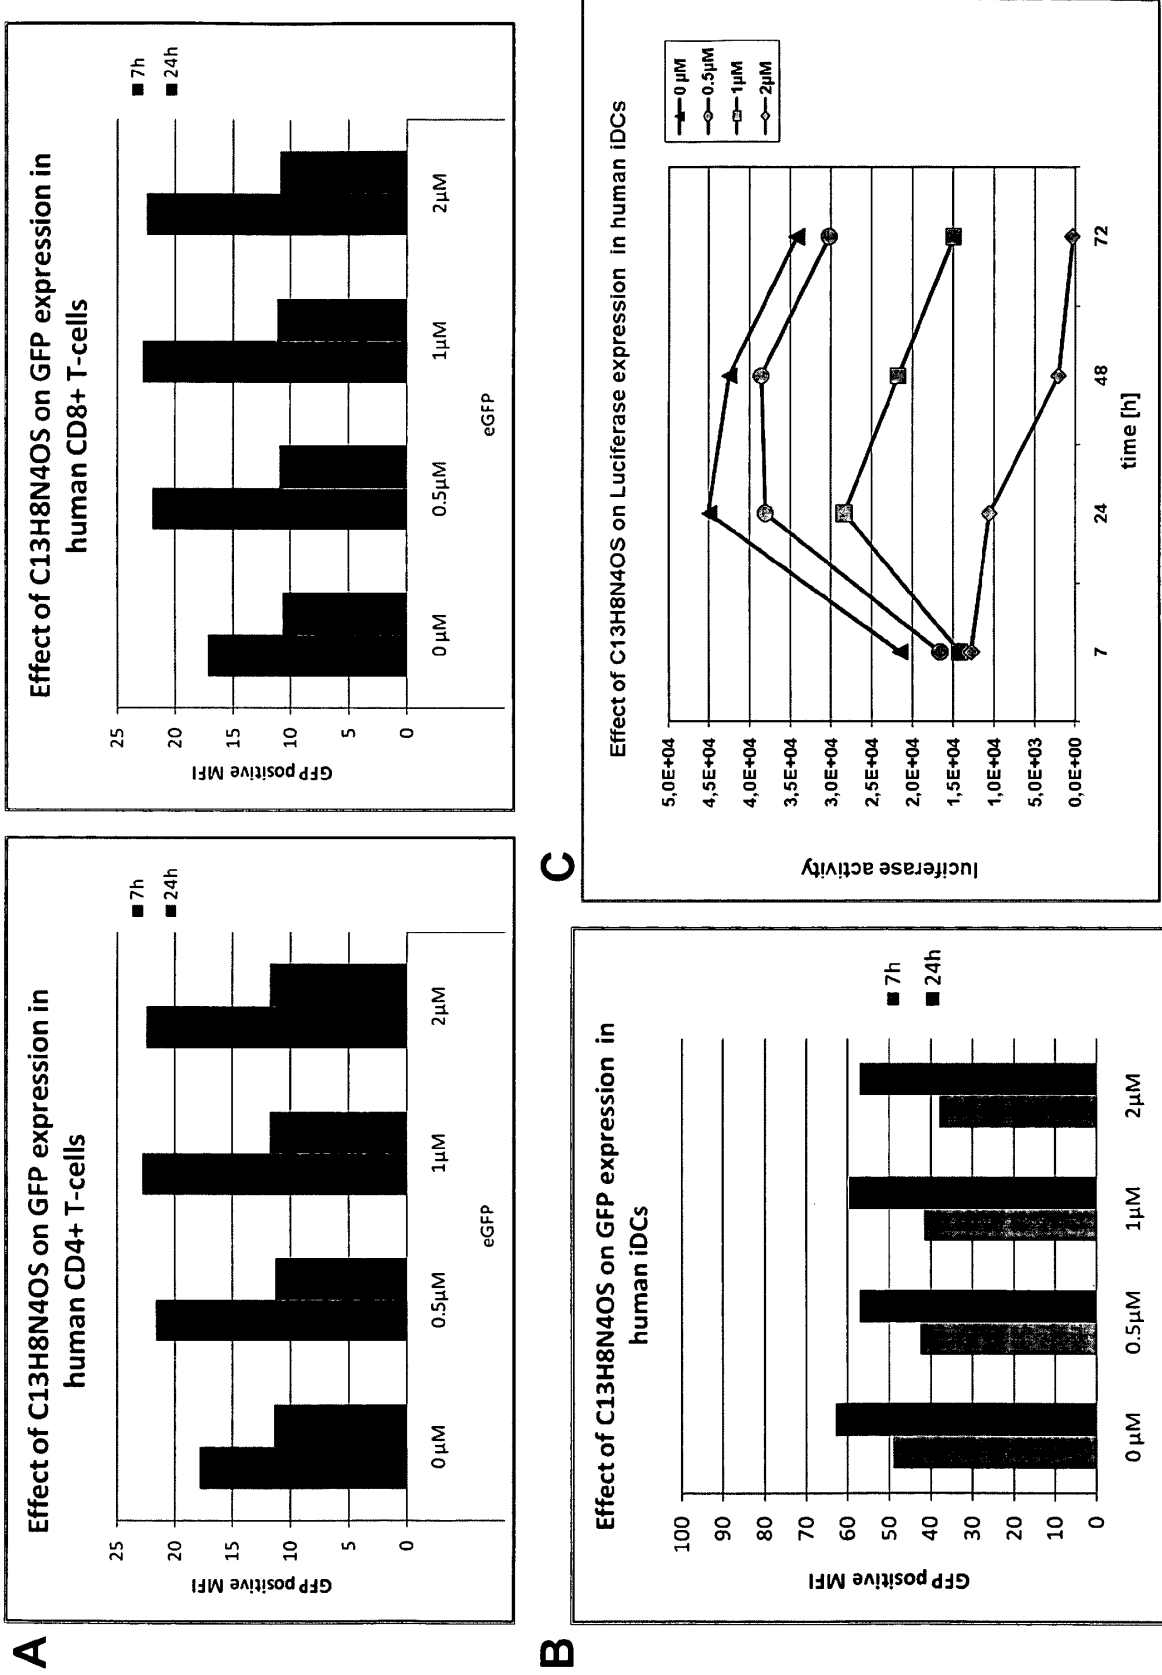 A
Effect of C13H8N4OS on GFP expression in
human CD4+ T-cells
GFP positive MFI
25
20
15
10
5
0
0 µM
0.5µM
1µM
2µM
eGFP
7h
24h
Effect of C13H8N4OS on GFP expression in
human CD8+ T-cells
GFP positive MFI
25
20
15
10
5
0
0 µM
0.5µM
1µM
2µM
eGFP
7h
24h
B
Effect of C13H8N4OS on GFP expression in
human iDCs
GFP positive MFI
100
90
80
70
60
50
40
30
20
10
0
0 µM
0.5µM
1µM
2µM
7h
24h
C
Effect of C13H8N4OS on Luciferase expression in human iDCs
luciferase activity
5,0E+04
4,5E+04
4,0E+04
3,5E+04
3,0E+04
2,5E+04
2,0E+04
1,5E+04
1,0E+04
5,0E+03
0,0E+00
7
24
48
72
time [h]
0 µM
0.5µM
1µM
2µM